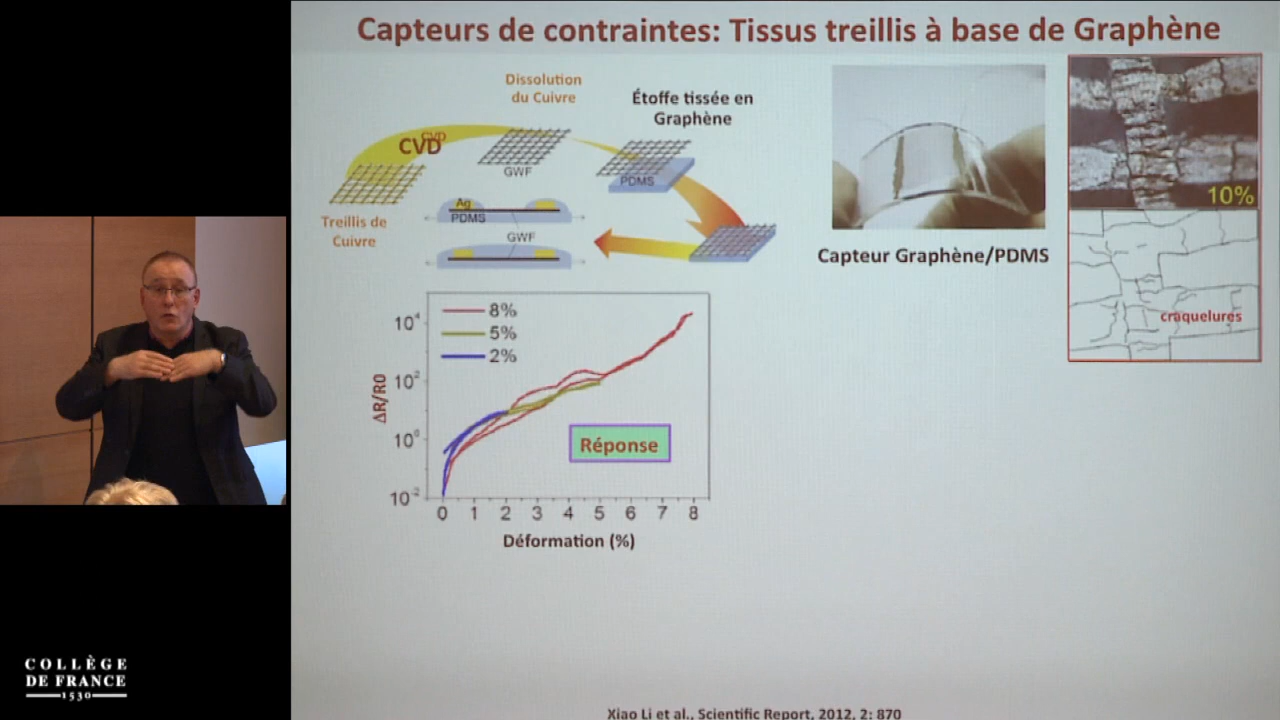 Capteurs de contraintes: Tissus treillis à base de Graphène
Dissolution
du Cuivre
Étoffe tissée en
Graphène
CVD
CVD
GWF
PDMS
Treillis de
Cuivre
Ag
PDMS
GWF
Capteur Graphène/PDMS
10%
craquelures
8%
5%
2%
10⁴
10²
10⁰
10⁻²
ΔR/R0
Réponse
0 1 2 3 4 5 6 7 8
Déformation (%)
COLLÈGE
DE FRANCE
1530
Xiao Li et al., Scientific Report, 2012, 2: 870